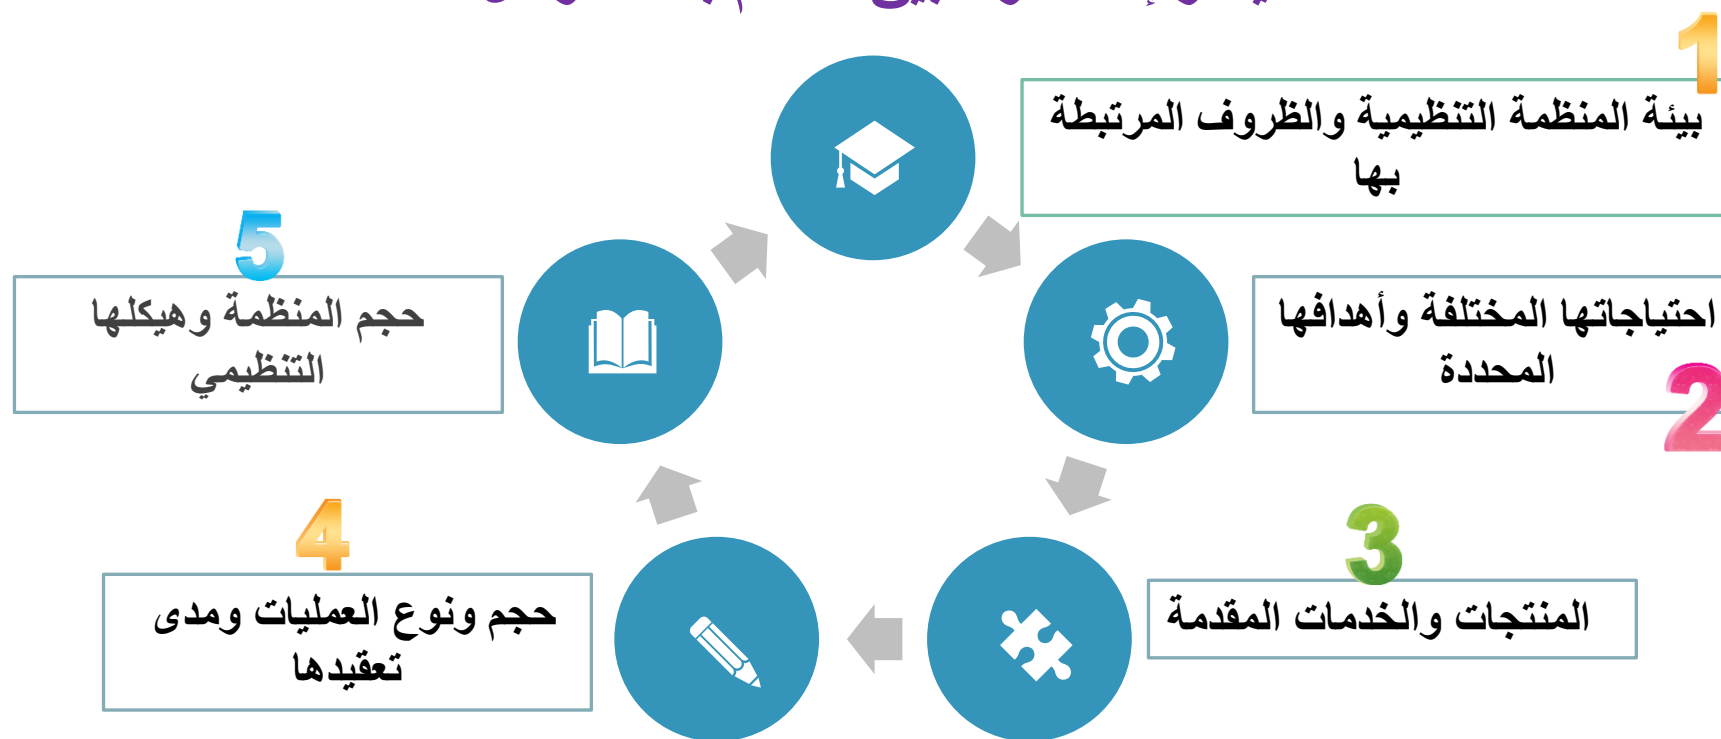 1
بيئة المنظمة التنظيمية والظروف المرتبطة
بها
احتياجاتها المختلفة وأهدافها
المحددة
2
3
المنتجات والخدمات المقدمة
4
حجم ونوع العمليات ومدى
تعقيدها
5
حجم المنظمة وهيكلها
التنظيمي